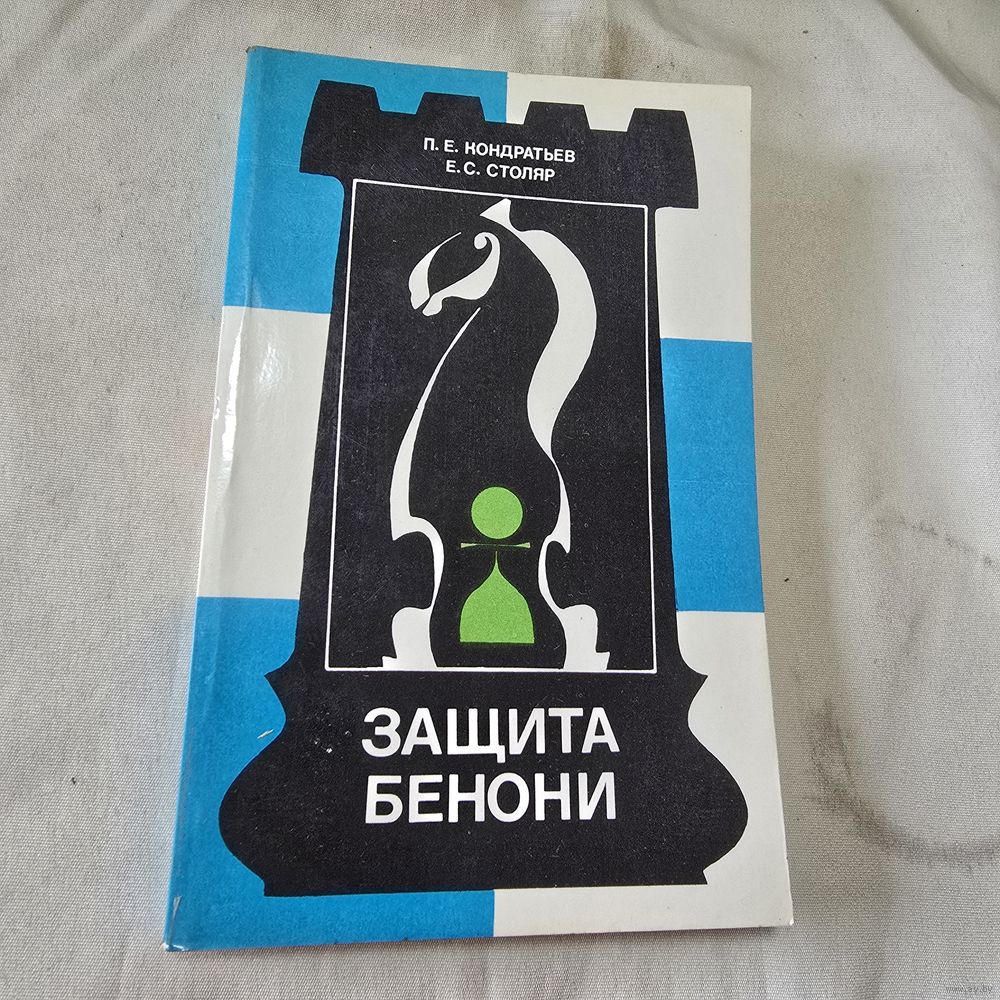 П. Е. КОНДРАТЬЕВ
Е. С. СТОЛЯР
ЗАЩИТА
БЕНОНИ